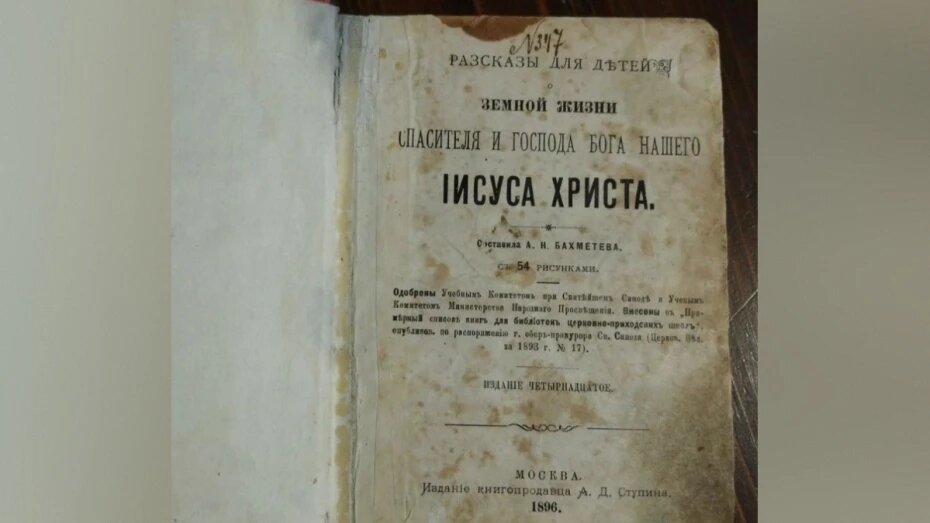 N347
РАЗСКАЗЫ ДЛЯ ДѢТЕЙ
О
ЗЕМНОЙ ЖИЗНИ
СПАСИТЕЛЯ И ГОСПОДА БОГА НАШЕГО
ІИСУСА ХРИСТА.
Составила А. Н. БАХМЕТЕВА.
СЪ 54 РИСУНКАМИ.
Одобрены Учебнымъ Комитетомъ при Святѣйшемъ Синодѣ и Ученымъ
Комитетомъ Министерства Народнаго Просвѣщенія. Внесены въ „При-
мѣрный списокъ книгъ для библіотекъ церковно-приходскихъ школъ“,
опубликов. по распоряженію г. оберъ-прокурора Св. Синода (Церков. Вѣд.
за 1893 г. № 17).
ИЗДАНІЕ ЧЕТЫРНАДЦАТОЕ.
МОСКВА.
Изданіе книгопродавца А. Д. Ступина.
1896.